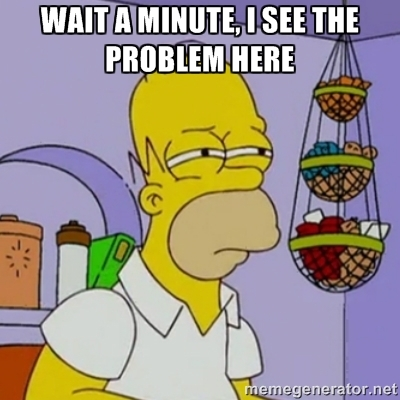 WAIT A MINUTE, I SEE THE
PROBLEM HERE
memegenerator.net